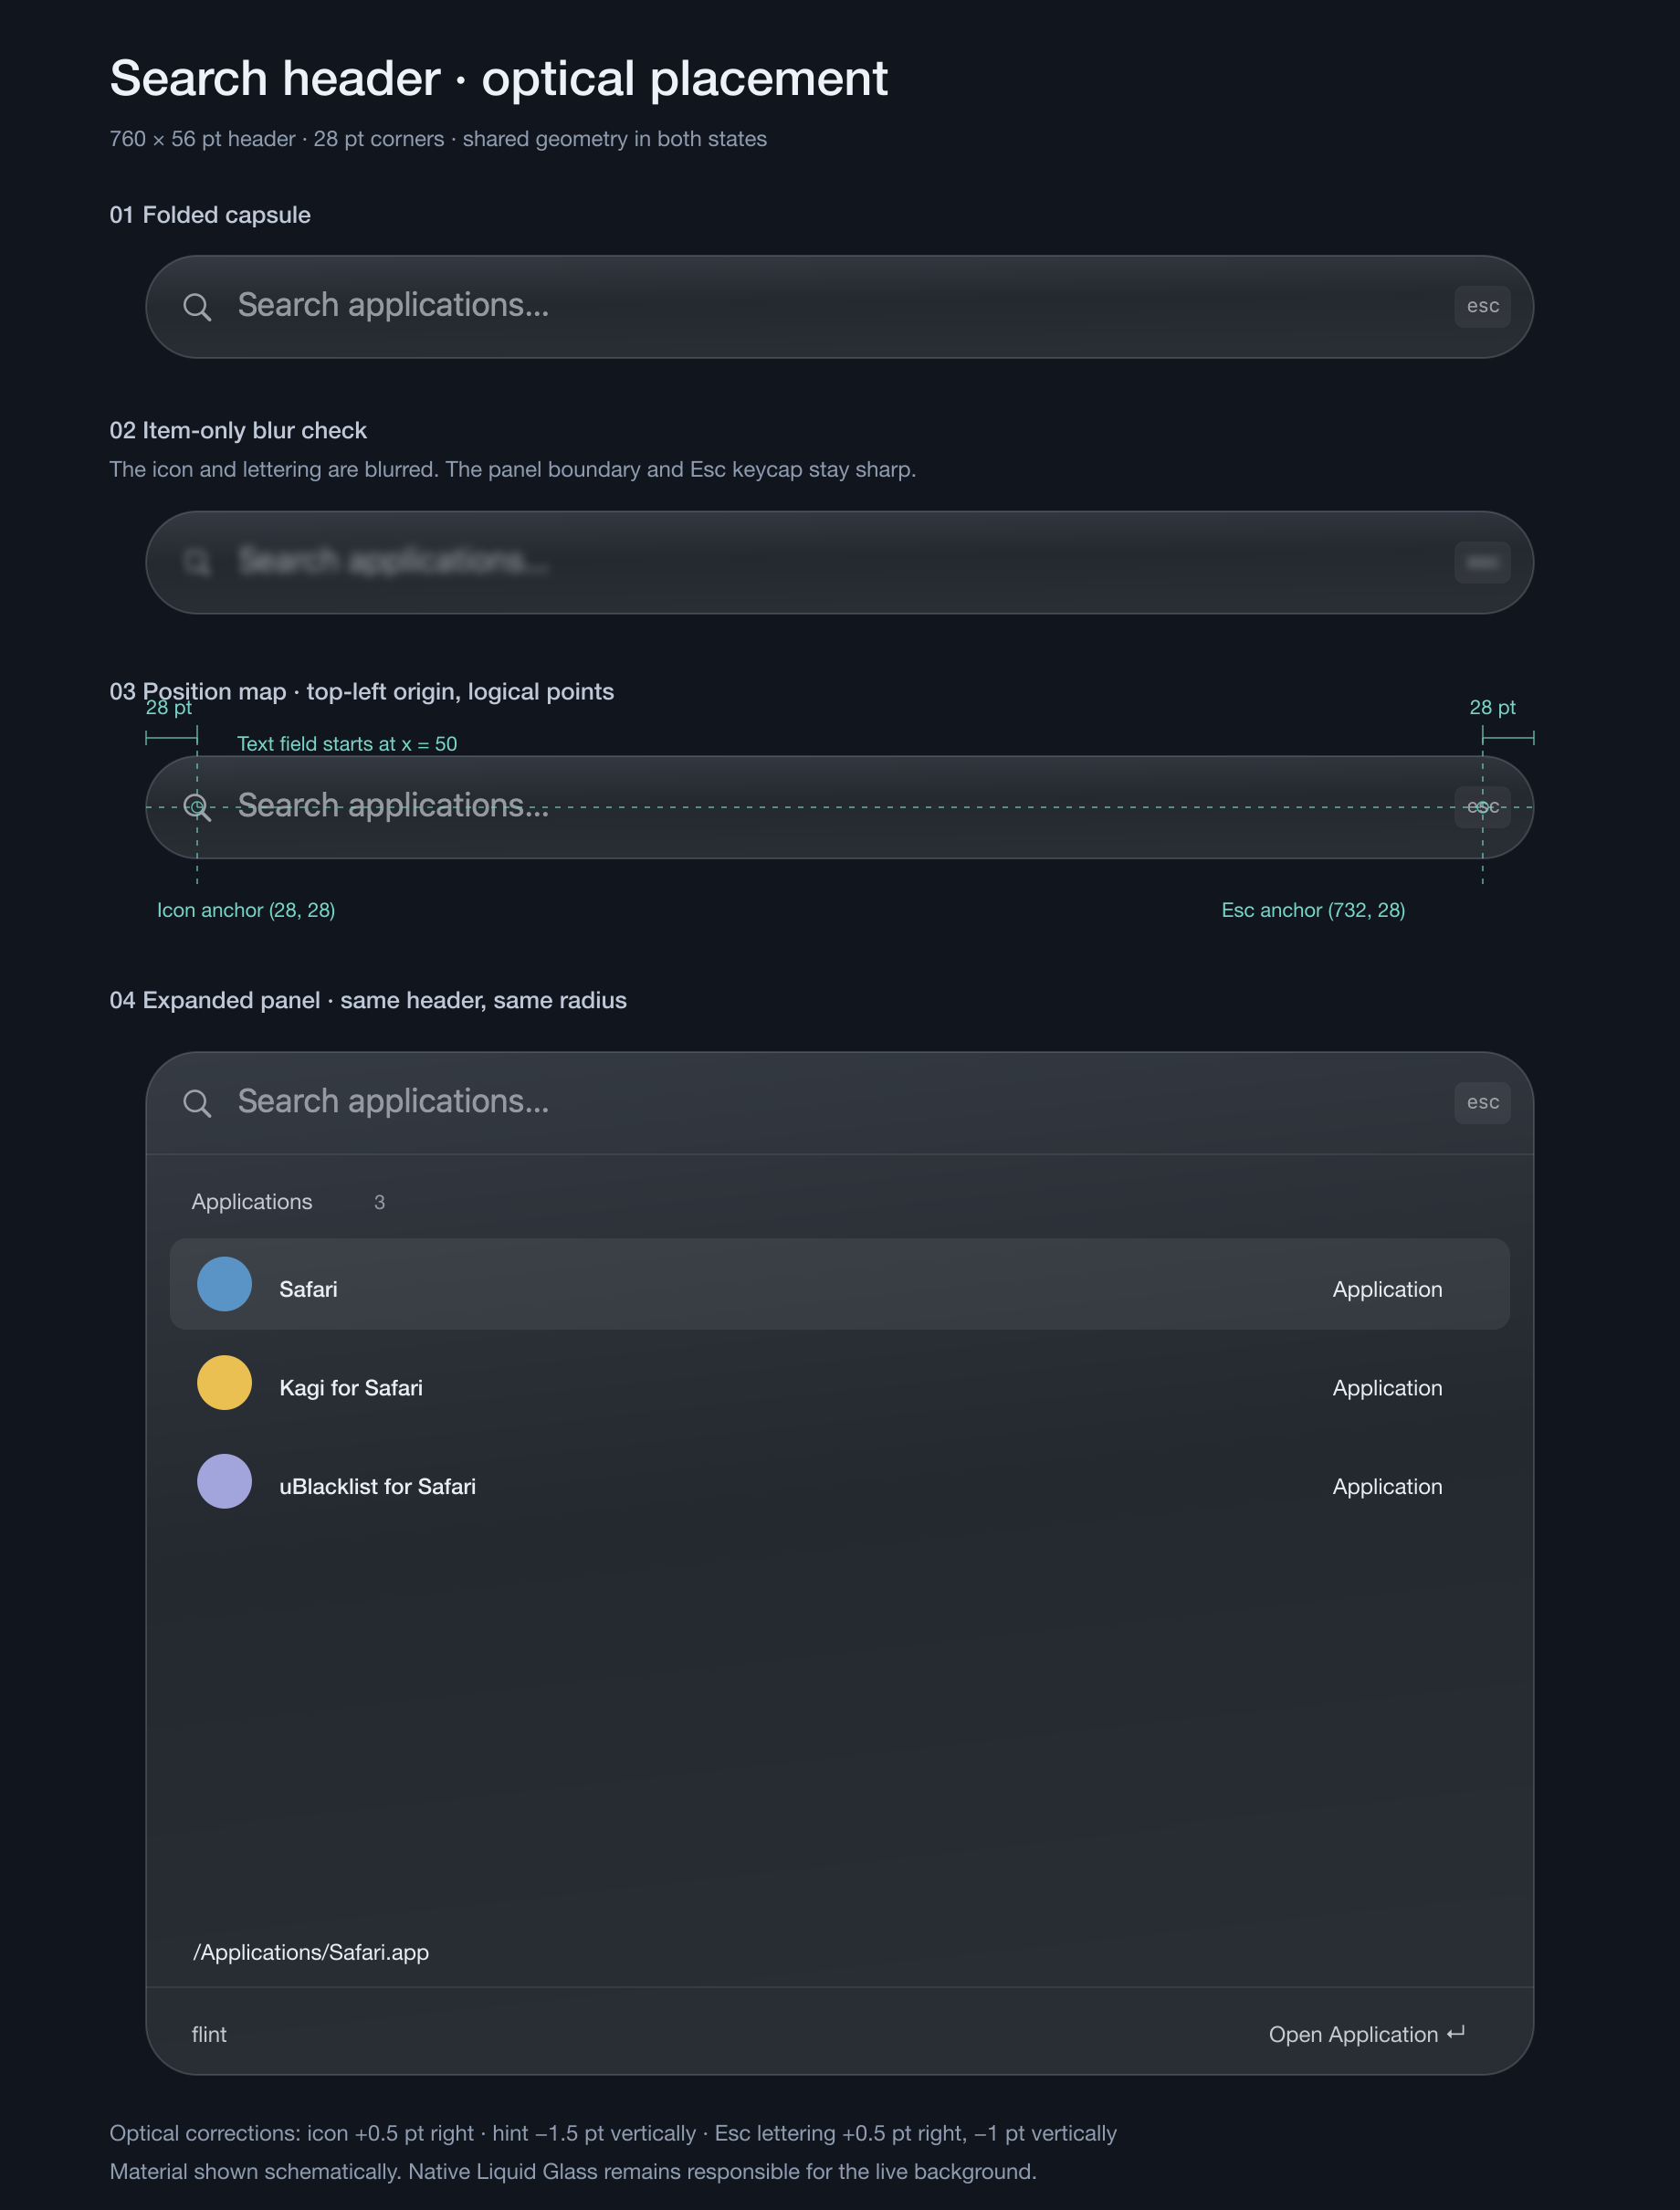 Search header · optical placement
760 × 56 pt header · 28 pt corners · shared geometry in both states
01 Folded capsule
Search applications...
esc
02 Item-only blur check
The icon and lettering are blurred. The panel boundary and Esc keycap stay sharp.
Search applications...
esc
03 Position map · top-left origin, logical points
28 pt
28 pt
Text field starts at x = 50
Search applications...
esc
Icon anchor (28, 28)
Esc anchor (732, 28)
04 Expanded panel · same header, same radius
Search applications...
esc
Applications 3
Safari Application
Kagi for Safari Application
uBlacklist for Safari Application
/Applications/Safari.app
flint
Open Application ↵
Optical corrections: icon +0.5 pt right · hint −1.5 pt vertically · Esc lettering +0.5 pt right, −1 pt vertically
Material shown schematically. Native Liquid Glass remains responsible for the live background.